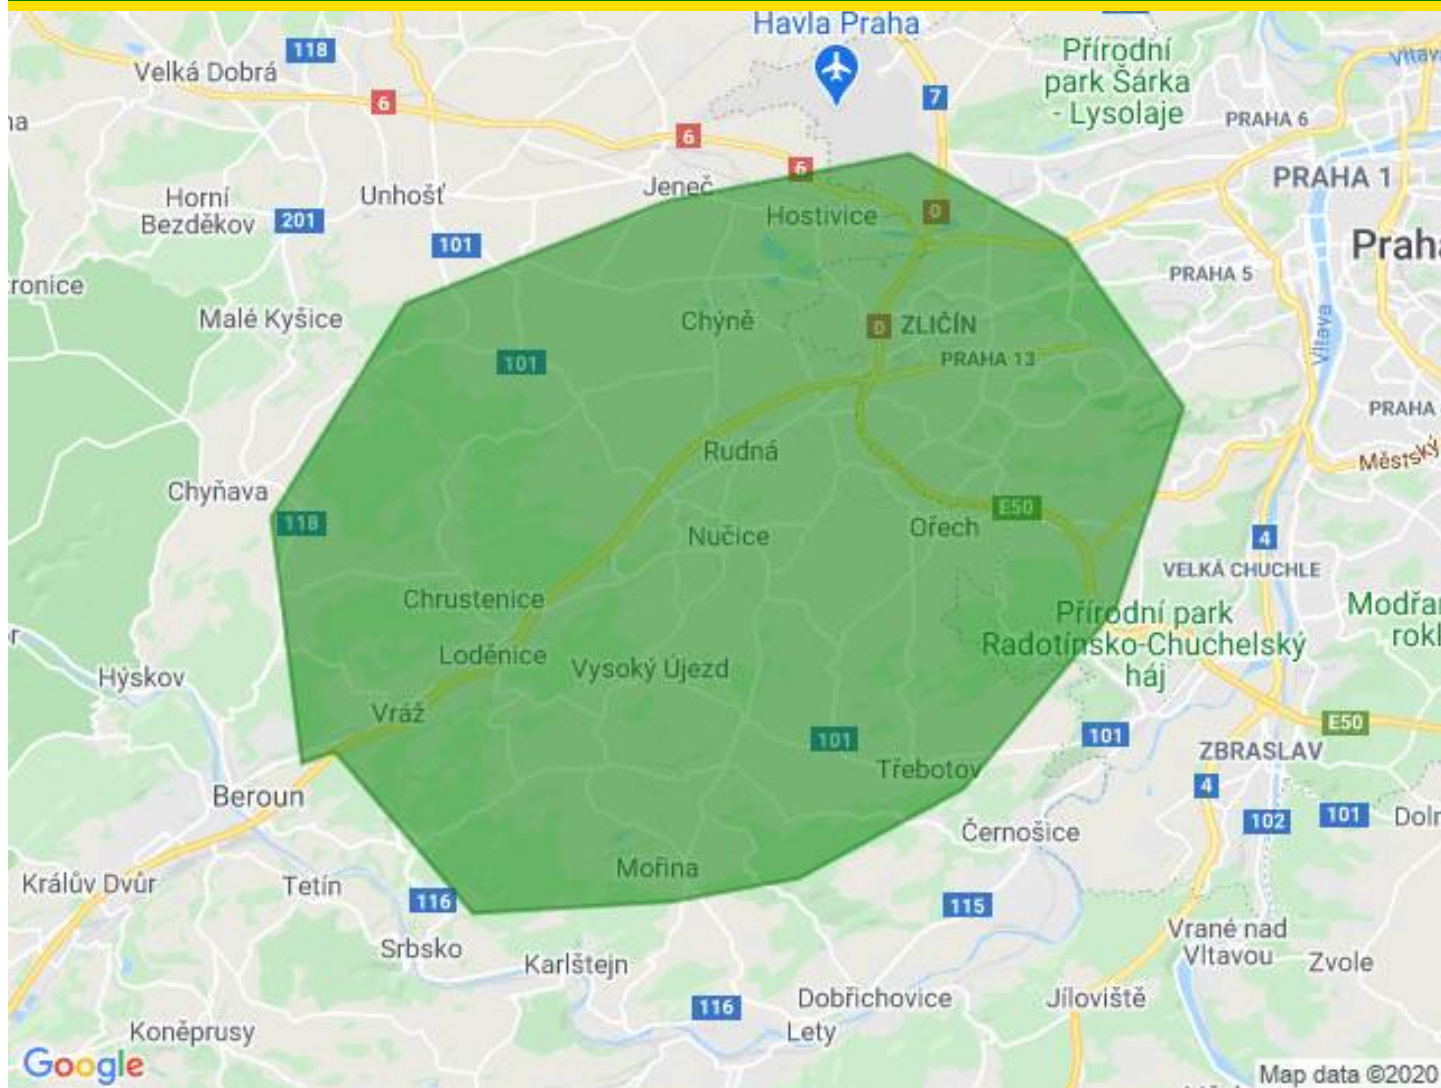 Havla Praha
118
Velká Dobrá
Přírodní
park Šárka
- Lysolaje
Vltava
6
7
PRAHA 6
6
6
PRAHA 1
Horní
Bezděkov
Unhošť
Jeneč
201
Hostivice
0
101
Praha
PRAHA 5
Malé Kyšice
Chýně
0
ZLIČÍN
Vltava
101
PRAHA 13
PRAHA
Rudná
Městský
Chyňava
118
E50
Nučice
Ořech
4
VELKÁ CHUCHLE
Chrustenice
Přírodní park
Radotínsko-Chuchelský
háj
Loděnice
Vysoký Újezd
Hýskov
Vráž
E50
101
101
ZBRASLAV
Třebotov
4
Beroun
102
101
Černošice
Mořina
Králův Dvůr
Tetín
116
115
Srbsko
Vrané nad
Vltavou
Karlštejn
Zvole
116
Dobřichovice
Jíloviště
Koněprusy
Lety
Google
Map data ©2020